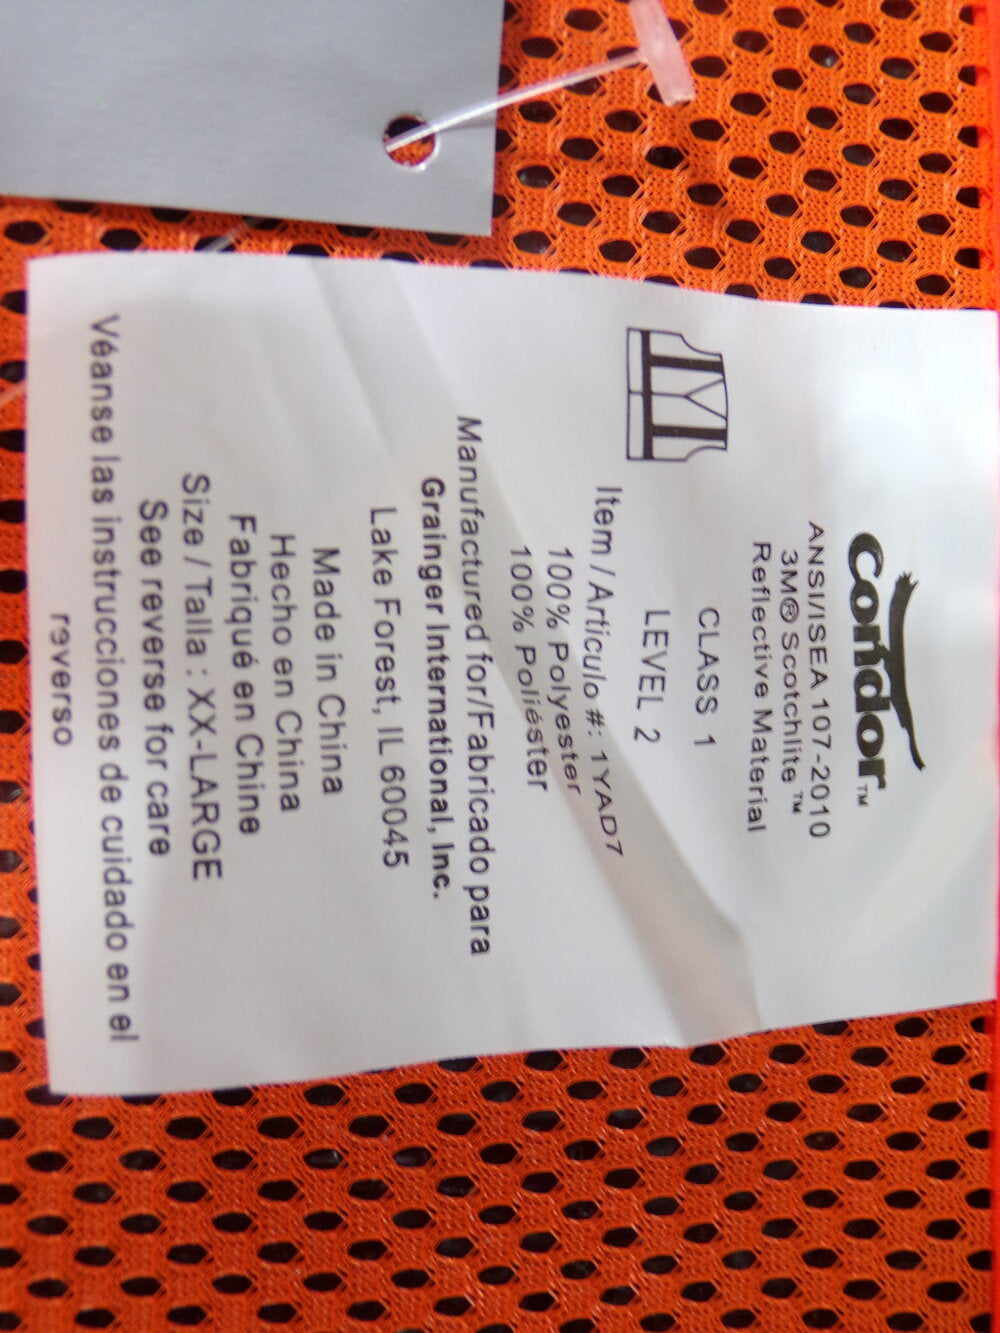 Condor™
ANSI/ISEA 107-2010
3M® Scotchlite™
Reflective Material
CLASS 1
LEVEL 2
Item / Articulo #: 1YAD7
100% Polyester
100% Poliéster
Manufactured for/Fabricado para
Grainger International, Inc.
Lake Forest, IL 60045
Made in China
Hecho en China
Fabriqué en Chine
Size / Talla : XX-LARGE
See reverse for care
Véanse las instrucciones de cuidado en el
reverso